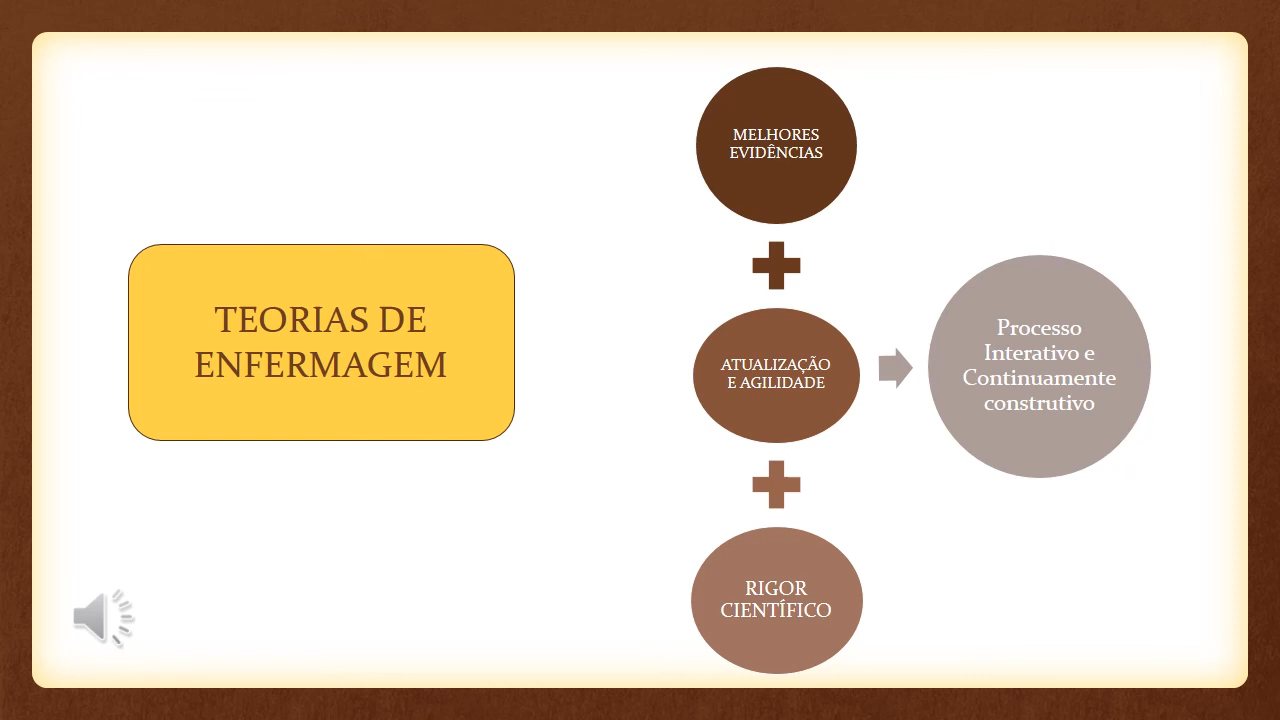 TEORIAS DE
ENFERMAGEM
MELHORES
EVIDÊNCIAS
ATUALIZAÇÃO
E AGILIDADE
RIGOR
CIENTÍFICO
Processo
Interativo e
Continuamente
construtivo